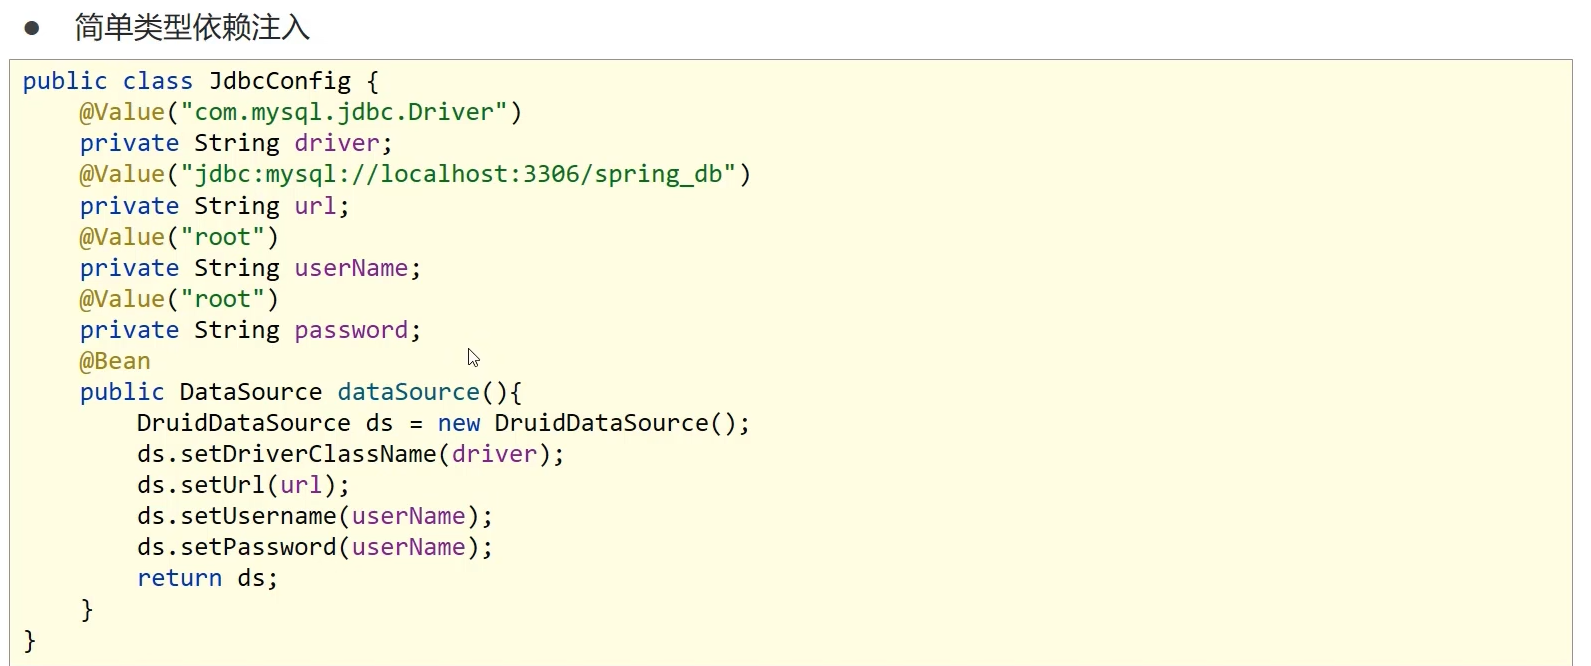 ● 简单类型依赖注入
public class JdbcConfig {
    @Value("com.mysql.jdbc.Driver")
    private String driver;
    @Value("jdbc:mysql://localhost:3306/spring_db")
    private String url;
    @Value("root")
    private String userName;
    @Value("root")
    private String password;
    @Bean
    public DataSource dataSource(){
        DruidDataSource ds = new DruidDataSource();
        ds.setDriverClassName(driver);
        ds.setUrl(url);
        ds.setUsername(userName);
        ds.setPassword(userName);
        return ds;
    }
}